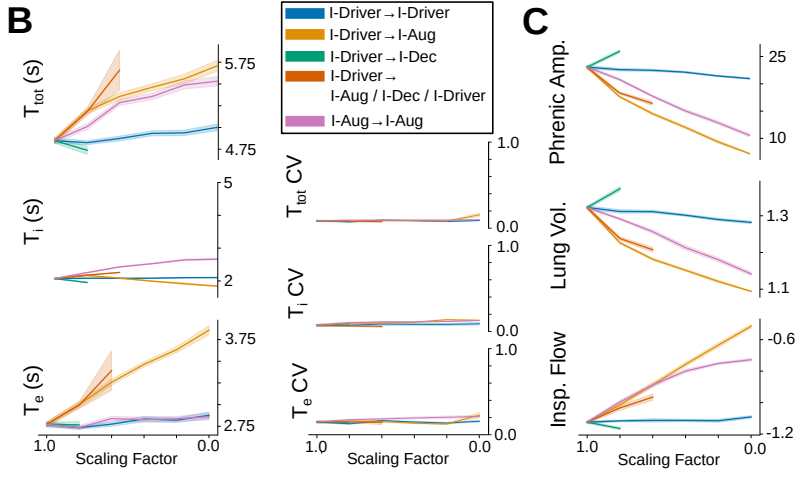 B
C
I-Driver→I-Driver
I-Driver→I-Aug
I-Driver→I-Dec
I-Driver→
I-Aug / I-Dec / I-Driver
I-Aug→I-Aug
Ttot (s)
5.75
4.75
Ti (s)
5
2
Te (s)
3.75
2.75
1.0
0.0
Scaling Factor
Ttot CV
1.0
0.0
Ti CV
1.0
0.0
Te CV
1.0
0.0
1.0
0.0
Scaling Factor
Phrenic Amp.
25
10
Lung Vol.
1.3
1.1
Insp. Flow
-0.6
-1.2
1.0
0.0
Scaling Factor